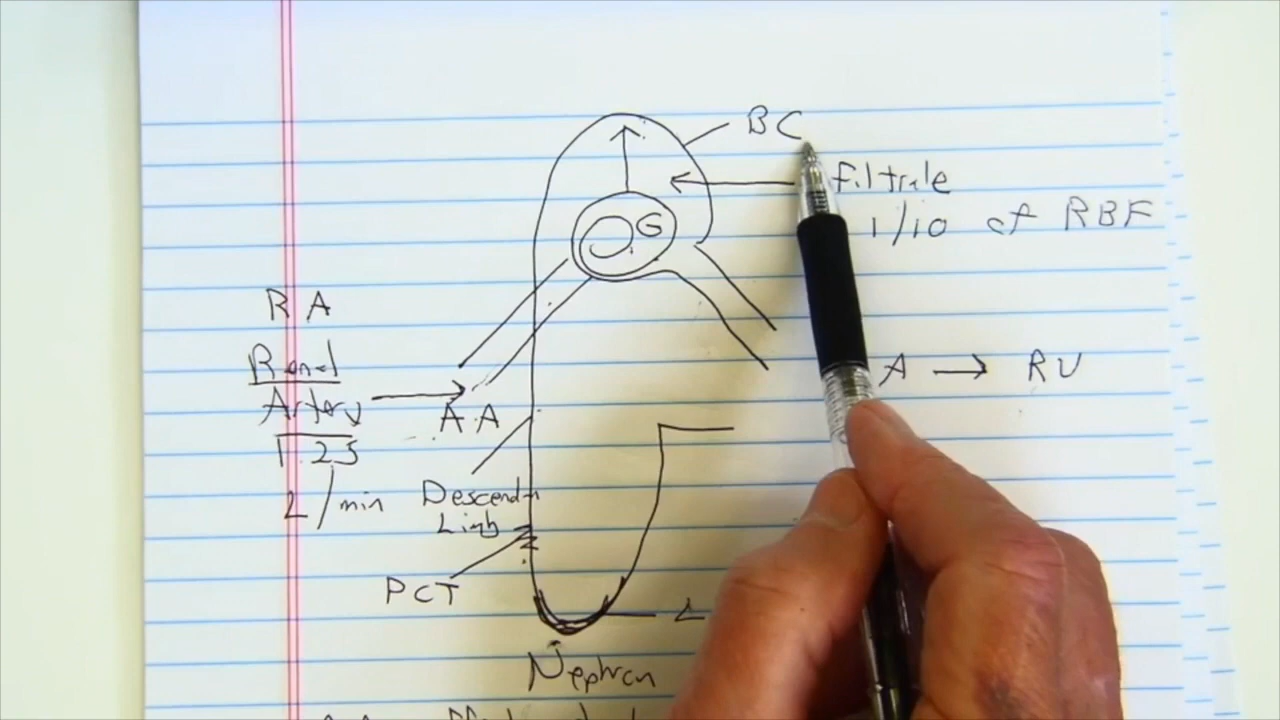 BC
Filtrate
1/10 of RBF
G
RA
Renal
Artery
1.25
L/min
AA
A → RV
Descend
Limb
PCT
L
Nephron